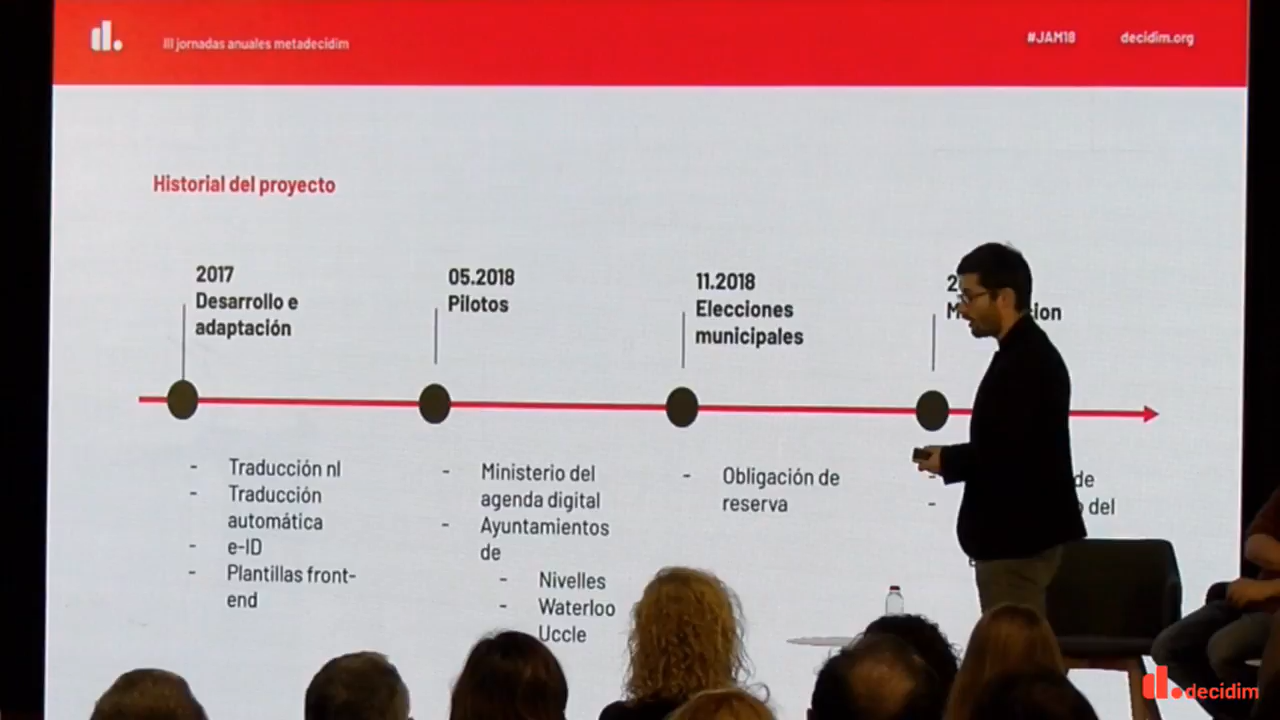 d.
III jornadas anuales metadecidim
#JAM18
decidim.org
Historial del proyecto
2017
Desarrollo e
adaptación
05.2018
Pilotos
11.2018
Elecciones
municipales
- Traducción nl
- Traducción
automática
- e-ID
- Plantillas front-
end
- Ministerio del
agenda digital
- Ayuntamientos
de
- Nivelles
- Waterloo
Uccle
- Obligación de
reserva
de
del
d.decidim